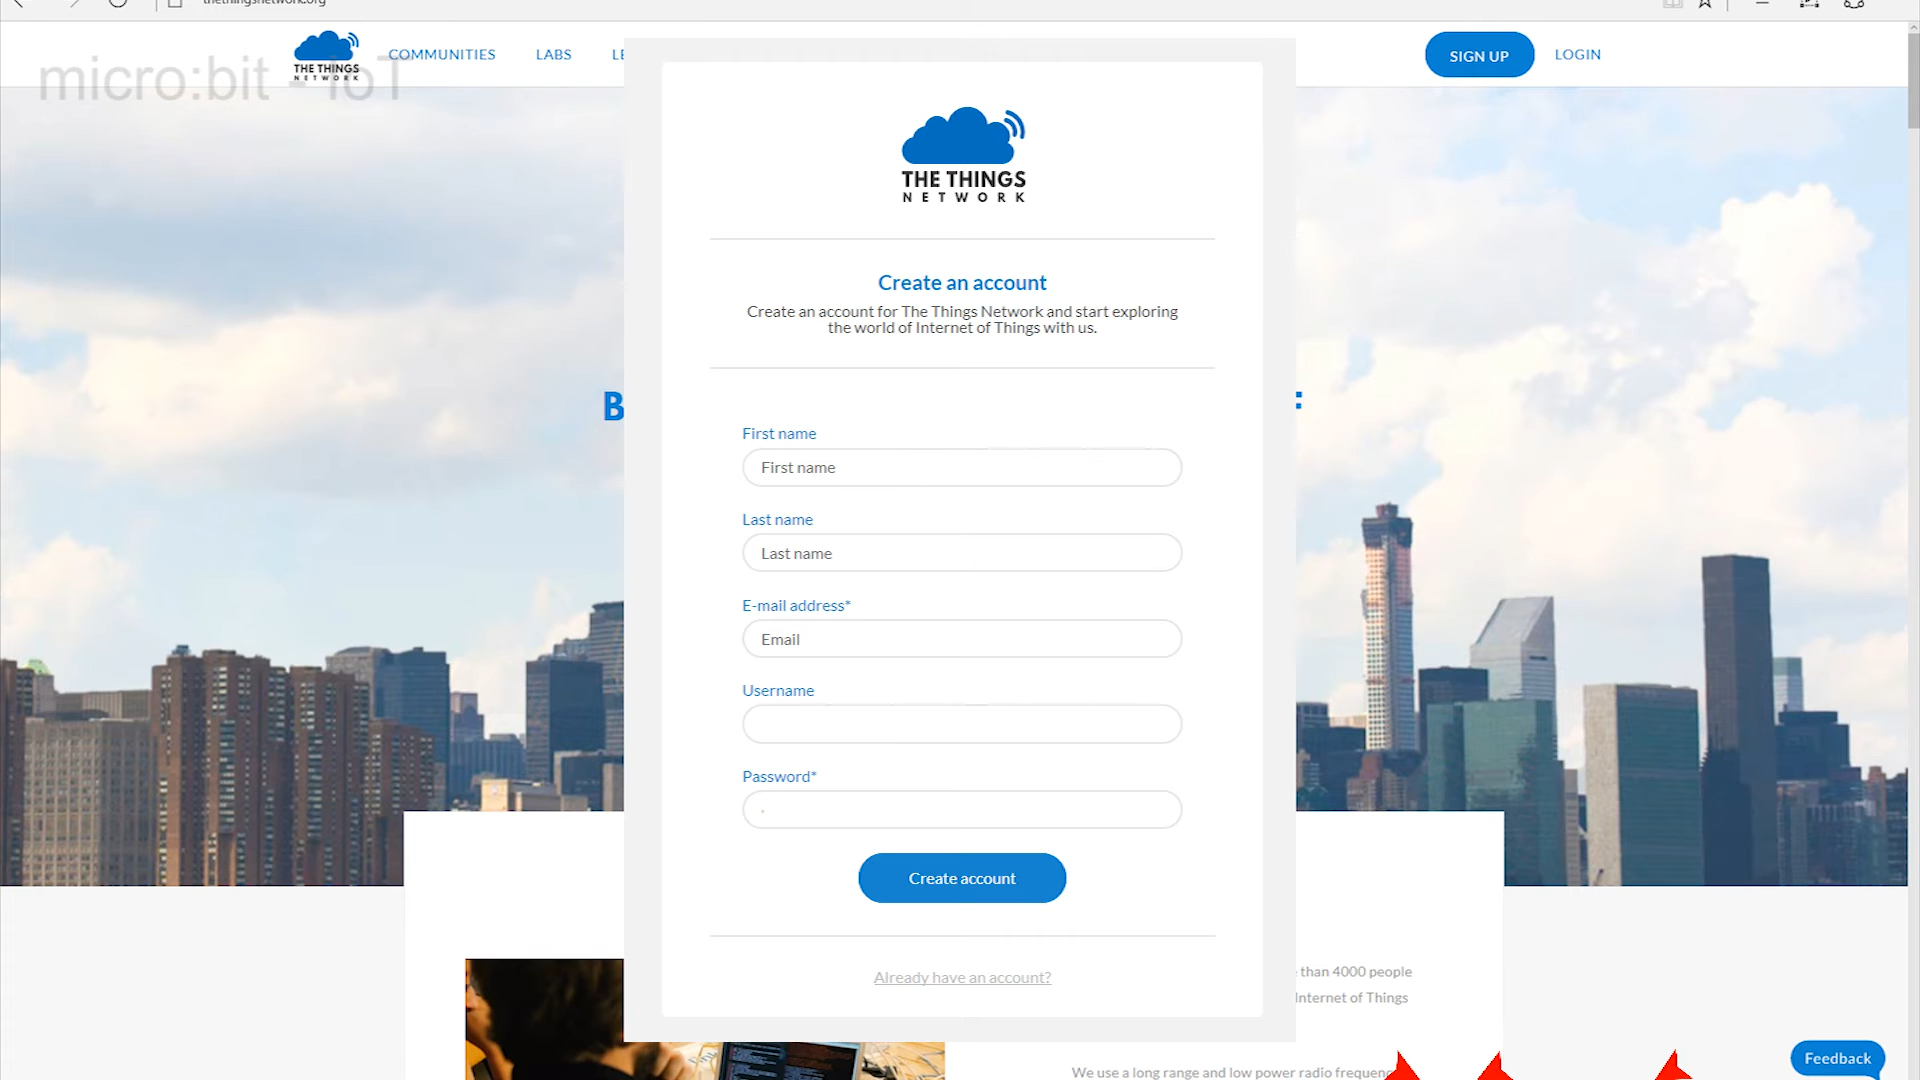 thethingsnetwork.org
micro:bit - IoT
THE THINGS
NETWORK
COMMUNITIES
LABS
SIGN UP
LOGIN
THE THINGS
NETWORK
Create an account
Create an account for The Things Network and start exploring
the world of Internet of Things with us.
First name
First name
Last name
Last name
E-mail address*
Email
Username
Password*
Create account
Already have an account?
than 4000 people
Internet of Things
We use a long range and low power radio
Feedback